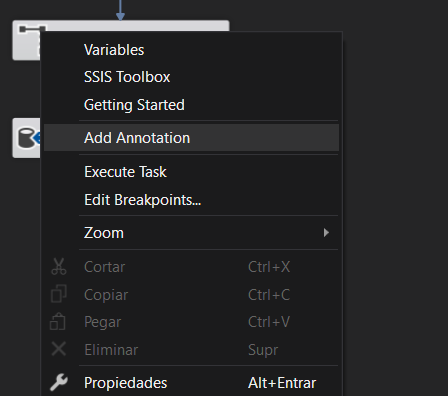 Variables
SSIS Toolbox
Getting Started
Add Annotation
Execute Task
Edit Breakpoints...
Zoom
Cortar Ctrl+X
Copiar Ctrl+C
Pegar Ctrl+V
Eliminar Supr
Propiedades Alt+Entrar